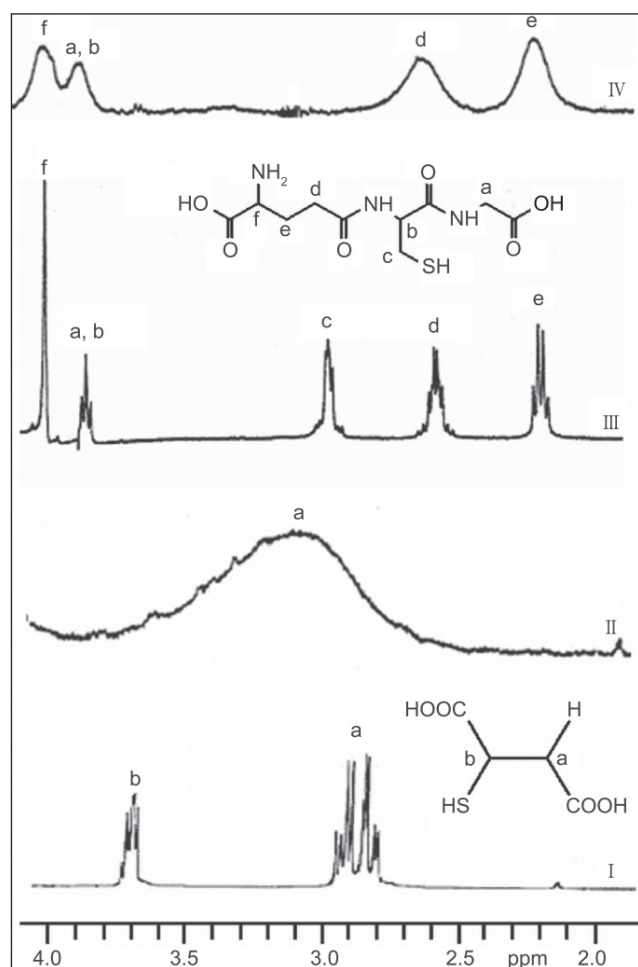 f
a, b
d
e
IV
f
NH₂
HO
O
f
e
d
O
NH
b
c
SH
O
NH
a
O
OH
a, b
c
d
e
III
a
II
b
a
HOOC
H
b
a
HS
COOH
I
4.0 3.5 3.0 2.5 ppm 2.0